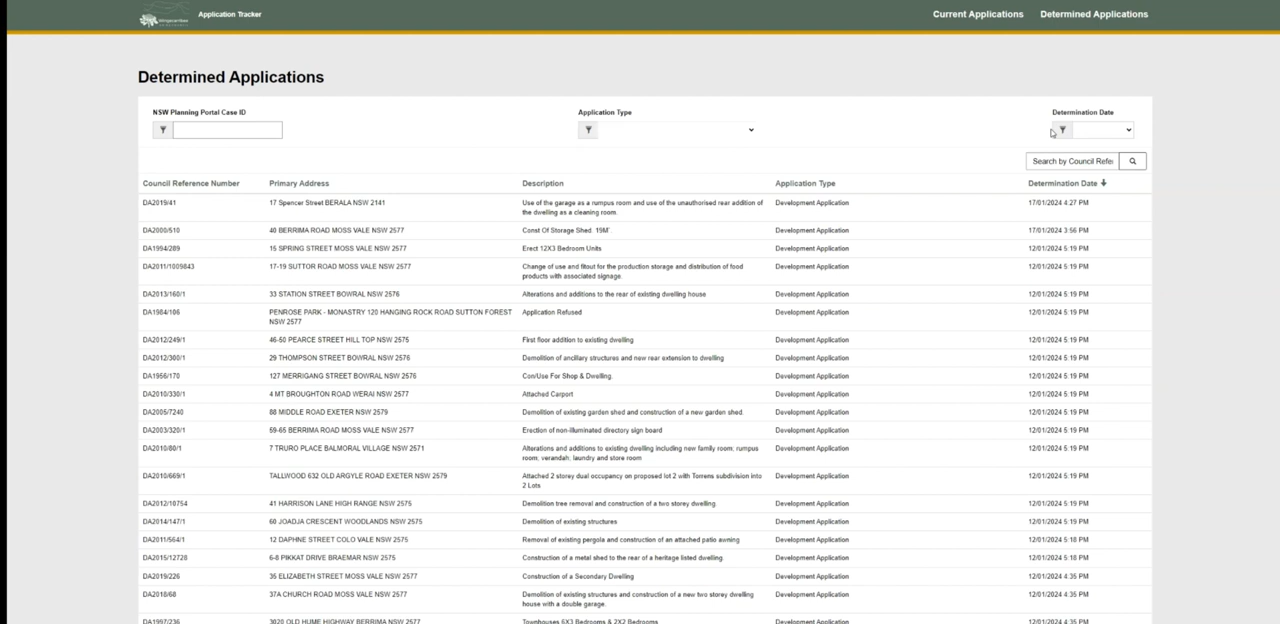 Application Tracker
Current Applications
Determined Applications
Determined Applications
NSW Planning Portal Case ID
Application Type
Determination Date
Search by Council Refe
Council Reference Number
Primary Address
Description
Application Type
Determination Date
DA2019/41
17 Spencer Street BERALA NSW 2141
Use of the garage as a rumpus room and use of the unauthorised rear addition of
the dwelling as a cleaning room.
Development Application
17/01/2024 4:27 PM
DA2000/510
40 BERRIMA ROAD MOSS VALE NSW 2577
Const Of Storage Shed. 19M
Development Application
17/01/2024 3:56 PM
DA1994/289
15 SPRING STREET MOSS VALE NSW 2577
Erect 12X3 Bedroom Units
Development Application
12/01/2024 5:19 PM
DA2011/1009843
17-19 SUTTOR ROAD MOSS VALE NSW 2577
Change of use and fitout for the production storage and distribution of food
products with associated signage.
Development Application
12/01/2024 5:19 PM
DA2013/160/1
33 STATION STREET BOWRAL NSW 2576
Alterations and additions to the rear of existing dwelling house
Development Application
12/01/2024 5:19 PM
DA1984/106
PENROSE PARK - MONASTRY 120 HANGING ROCK ROAD SUTTON FOREST
NSW 2577
Application Refused
Development Application
12/01/2024 5:19 PM
DA2012/249/1
46-50 PEARCE STREET HILL TOP NSW 2575
First floor addition to existing dwelling
Development Application
12/01/2024 5:19 PM
DA2012/300/1
29 THOMPSON STREET BOWRAL NSW 2576
Demolition of ancillary structures and new rear extension to dwelling
Development Application
12/01/2024 5:19 PM
DA1956/170
127 MERRIGANG STREET BOWRAL NSW 2576
Con/Use For Shop & Dwelling.
Development Application
12/01/2024 5:19 PM
DA2010/330/1
4 MT BROUGHTON ROAD WERAI NSW 2577
Attached Carport
Development Application
12/01/2024 5:19 PM
DA2005/7240
88 MIDDLE ROAD EXETER NSW 2579
Demolition of existing garden shed and construction of a new garden shed.
Development Application
12/01/2024 5:19 PM
DA2003/320/1
59-65 BERRIMA ROAD MOSS VALE NSW 2577
Erection of non-illuminated directory sign board
Development Application
12/01/2024 5:19 PM
DA2010/80/1
7 TRURO PLACE BALMORAL VILLAGE NSW 2571
Alterations and additions to existing dwelling including new family room; rumpus
room; verandah; laundry and store room
Development Application
12/01/2024 5:19 PM
DA2010/669/1
TALLWOOD 632 OLD ARGYLE ROAD EXETER NSW 2579
Attached 2 storey dual occupancy on proposed lot 2 with Torrens subdivision into
2 Lots
Development Application
12/01/2024 5:19 PM
DA2012/10754
41 HARRISON LANE HIGH RANGE NSW 2575
Demolition tree removal and construction of a two storey dwelling.
Development Application
12/01/2024 5:19 PM
DA2014/147/1
60 JOADJA CRESCENT WOODLANDS NSW 2575
Demolition of existing structures
Development Application
12/01/2024 5:19 PM
DA2011/564/1
12 DAPHNE STREET COLO VALE NSW 2575
Removal of existing pergola and construction of an attached patio awning
Development Application
12/01/2024 5:18 PM
DA2015/12728
6-8 PIKKAT DRIVE BRAEMAR NSW 2575
Construction of a metal shed to the rear of a heritage listed dwelling.
Development Application
12/01/2024 5:18 PM
DA2019/226
35 ELIZABETH STREET MOSS VALE NSW 2577
Construction of a Secondary Dwelling
Development Application
12/01/2024 4:35 PM
DA2018/68
37A CHURCH ROAD MOSS VALE NSW 2577
Demolition of existing structures and construction of a new two storey dwelling
house with a double garage.
Development Application
12/01/2024 4:35 PM
DA1997/236
3020 OLD HUME HIGHWAY BERRIMA NSW 2577
Townhouses 6X3 Bedrooms & 2X2 Bedrooms
Development Application
12/01/2024 4:35 PM